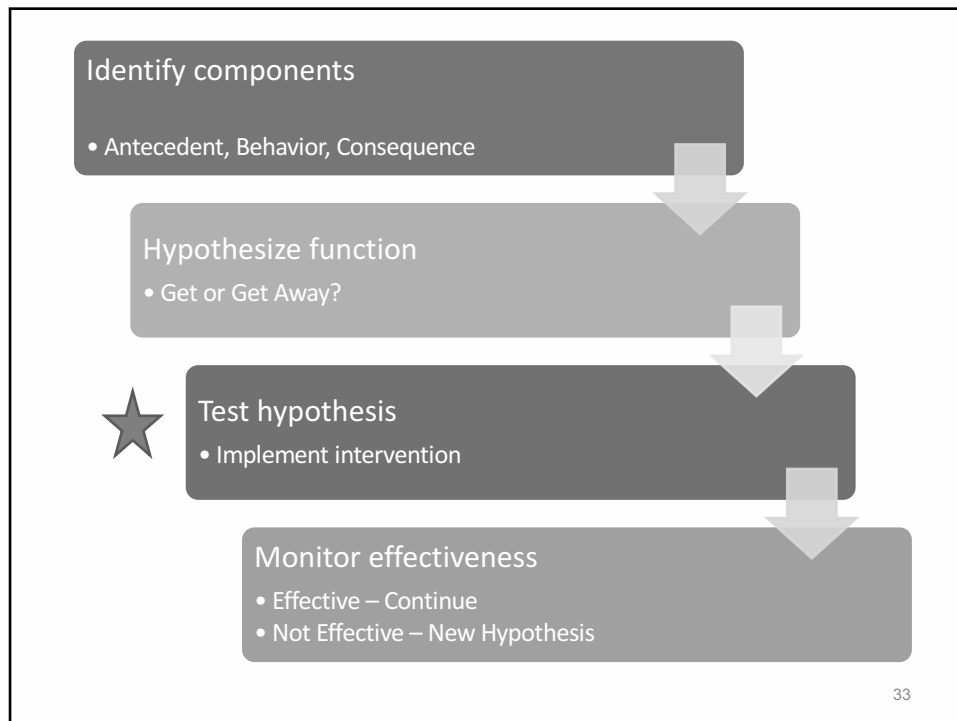 Identify components
• Antecedent, Behavior, Consequence
Hypothesize function
• Get or Get Away?
Test hypothesis
• Implement intervention
Monitor effectiveness
• Effective – Continue
• Not Effective – New Hypothesis
33